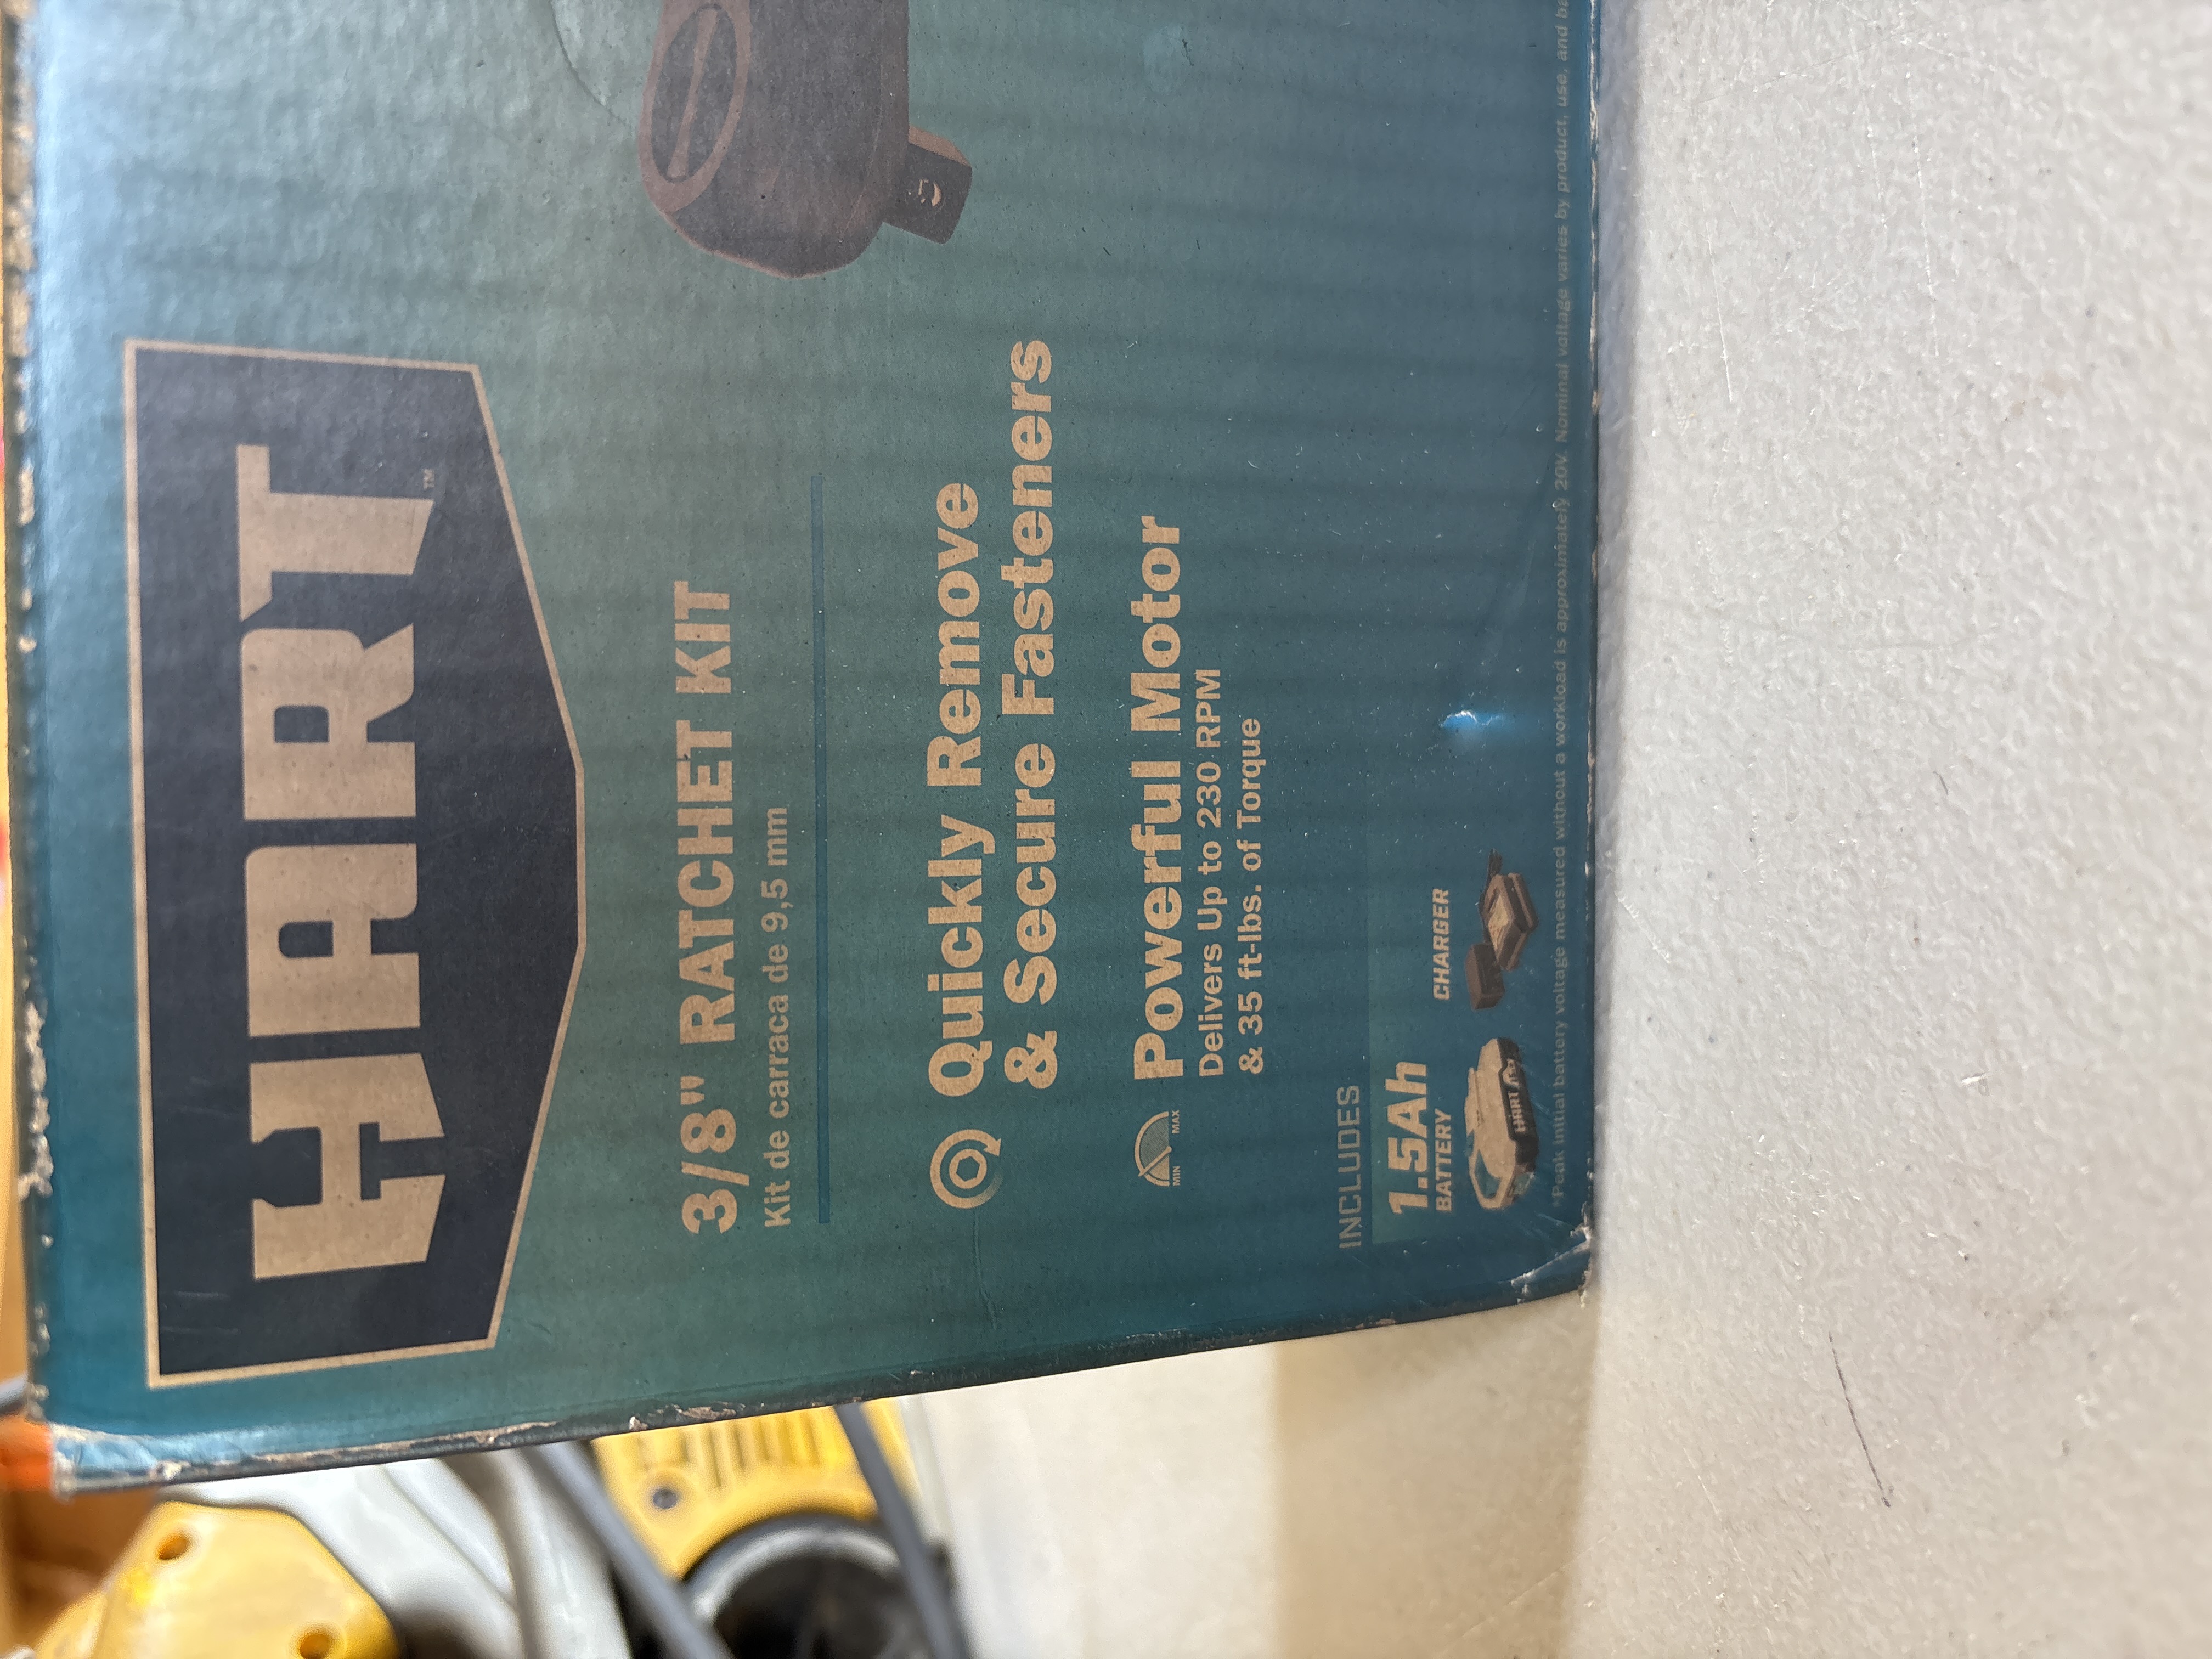 HART™
3/8" RATCHET KIT
Kit de carraca de 9,5 mm
Quickly Remove
& Secure Fasteners
MIN MAX
Powerful Motor
Delivers Up to 230 RPM
& 35 ft-lbs. of Torque
INCLUDES
1.5Ah
BATTERY
CHARGER
HART
*Peak initial battery voltage measured without a workload is approximately 20V. Nominal voltage varies by product, use, and